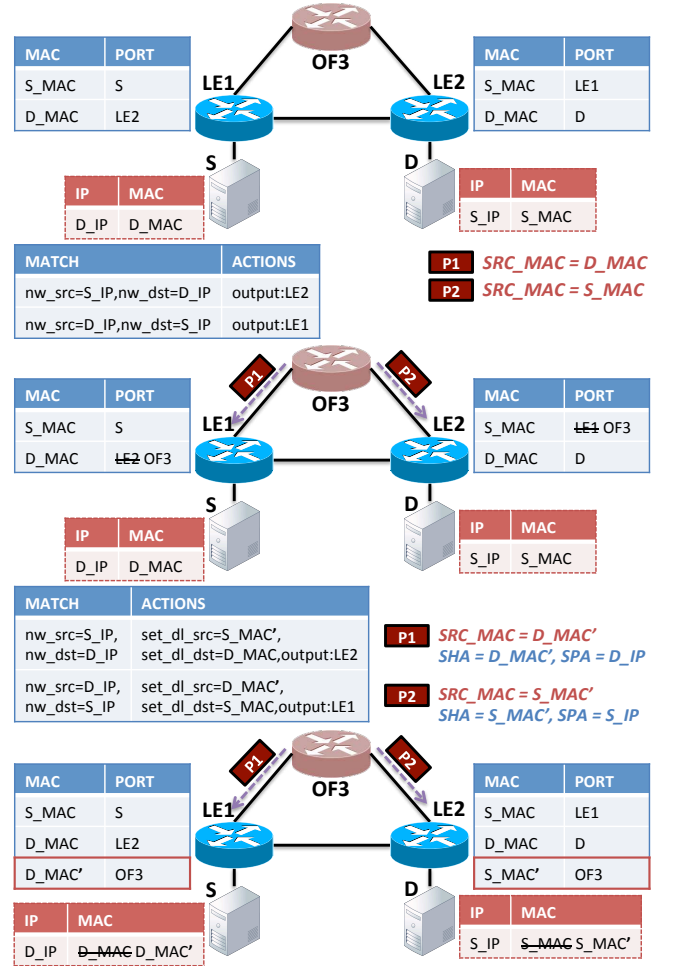 MAC PORT
S_MAC S
D_MAC LE2
OF3
LE1
LE2
MAC PORT
S_MAC LE1
D_MAC D
S
D
IP MAC
D_IP D_MAC
IP MAC
S_IP S_MAC
MATCH ACTIONS
nw_src=S_IP,nw_dst=D_IP output:LE2
nw_src=D_IP,nw_dst=S_IP output:LE1
P1 SRC_MAC = D_MAC
P2 SRC_MAC = S_MAC
P1
P2
OF3
MAC PORT
S_MAC S
D_MAC LE2 OF3
LE1
LE2
MAC PORT
S_MAC LE1 OF3
D_MAC D
S
D
IP MAC
D_IP D_MAC
IP MAC
S_IP S_MAC
MATCH ACTIONS
nw_src=S_IP, set_dl_src=S_MAC',
nw_dst=D_IP set_dl_dst=D_MAC,output:LE2
nw_src=D_IP, set_dl_src=D_MAC',
nw_dst=S_IP set_dl_dst=S_MAC,output:LE1
P1 SRC_MAC = D_MAC'
SHA = D_MAC', SPA = D_IP
P2 SRC_MAC = S_MAC'
SHA = S_MAC', SPA = S_IP
P1
P2
OF3
MAC PORT
S_MAC S
D_MAC LE2
D_MAC' OF3
LE1
LE2
MAC PORT
S_MAC LE1
D_MAC D
S_MAC' OF3
S
D
IP MAC
D_IP D_MAC D_MAC'
IP MAC
S_IP S_MAC S_MAC'